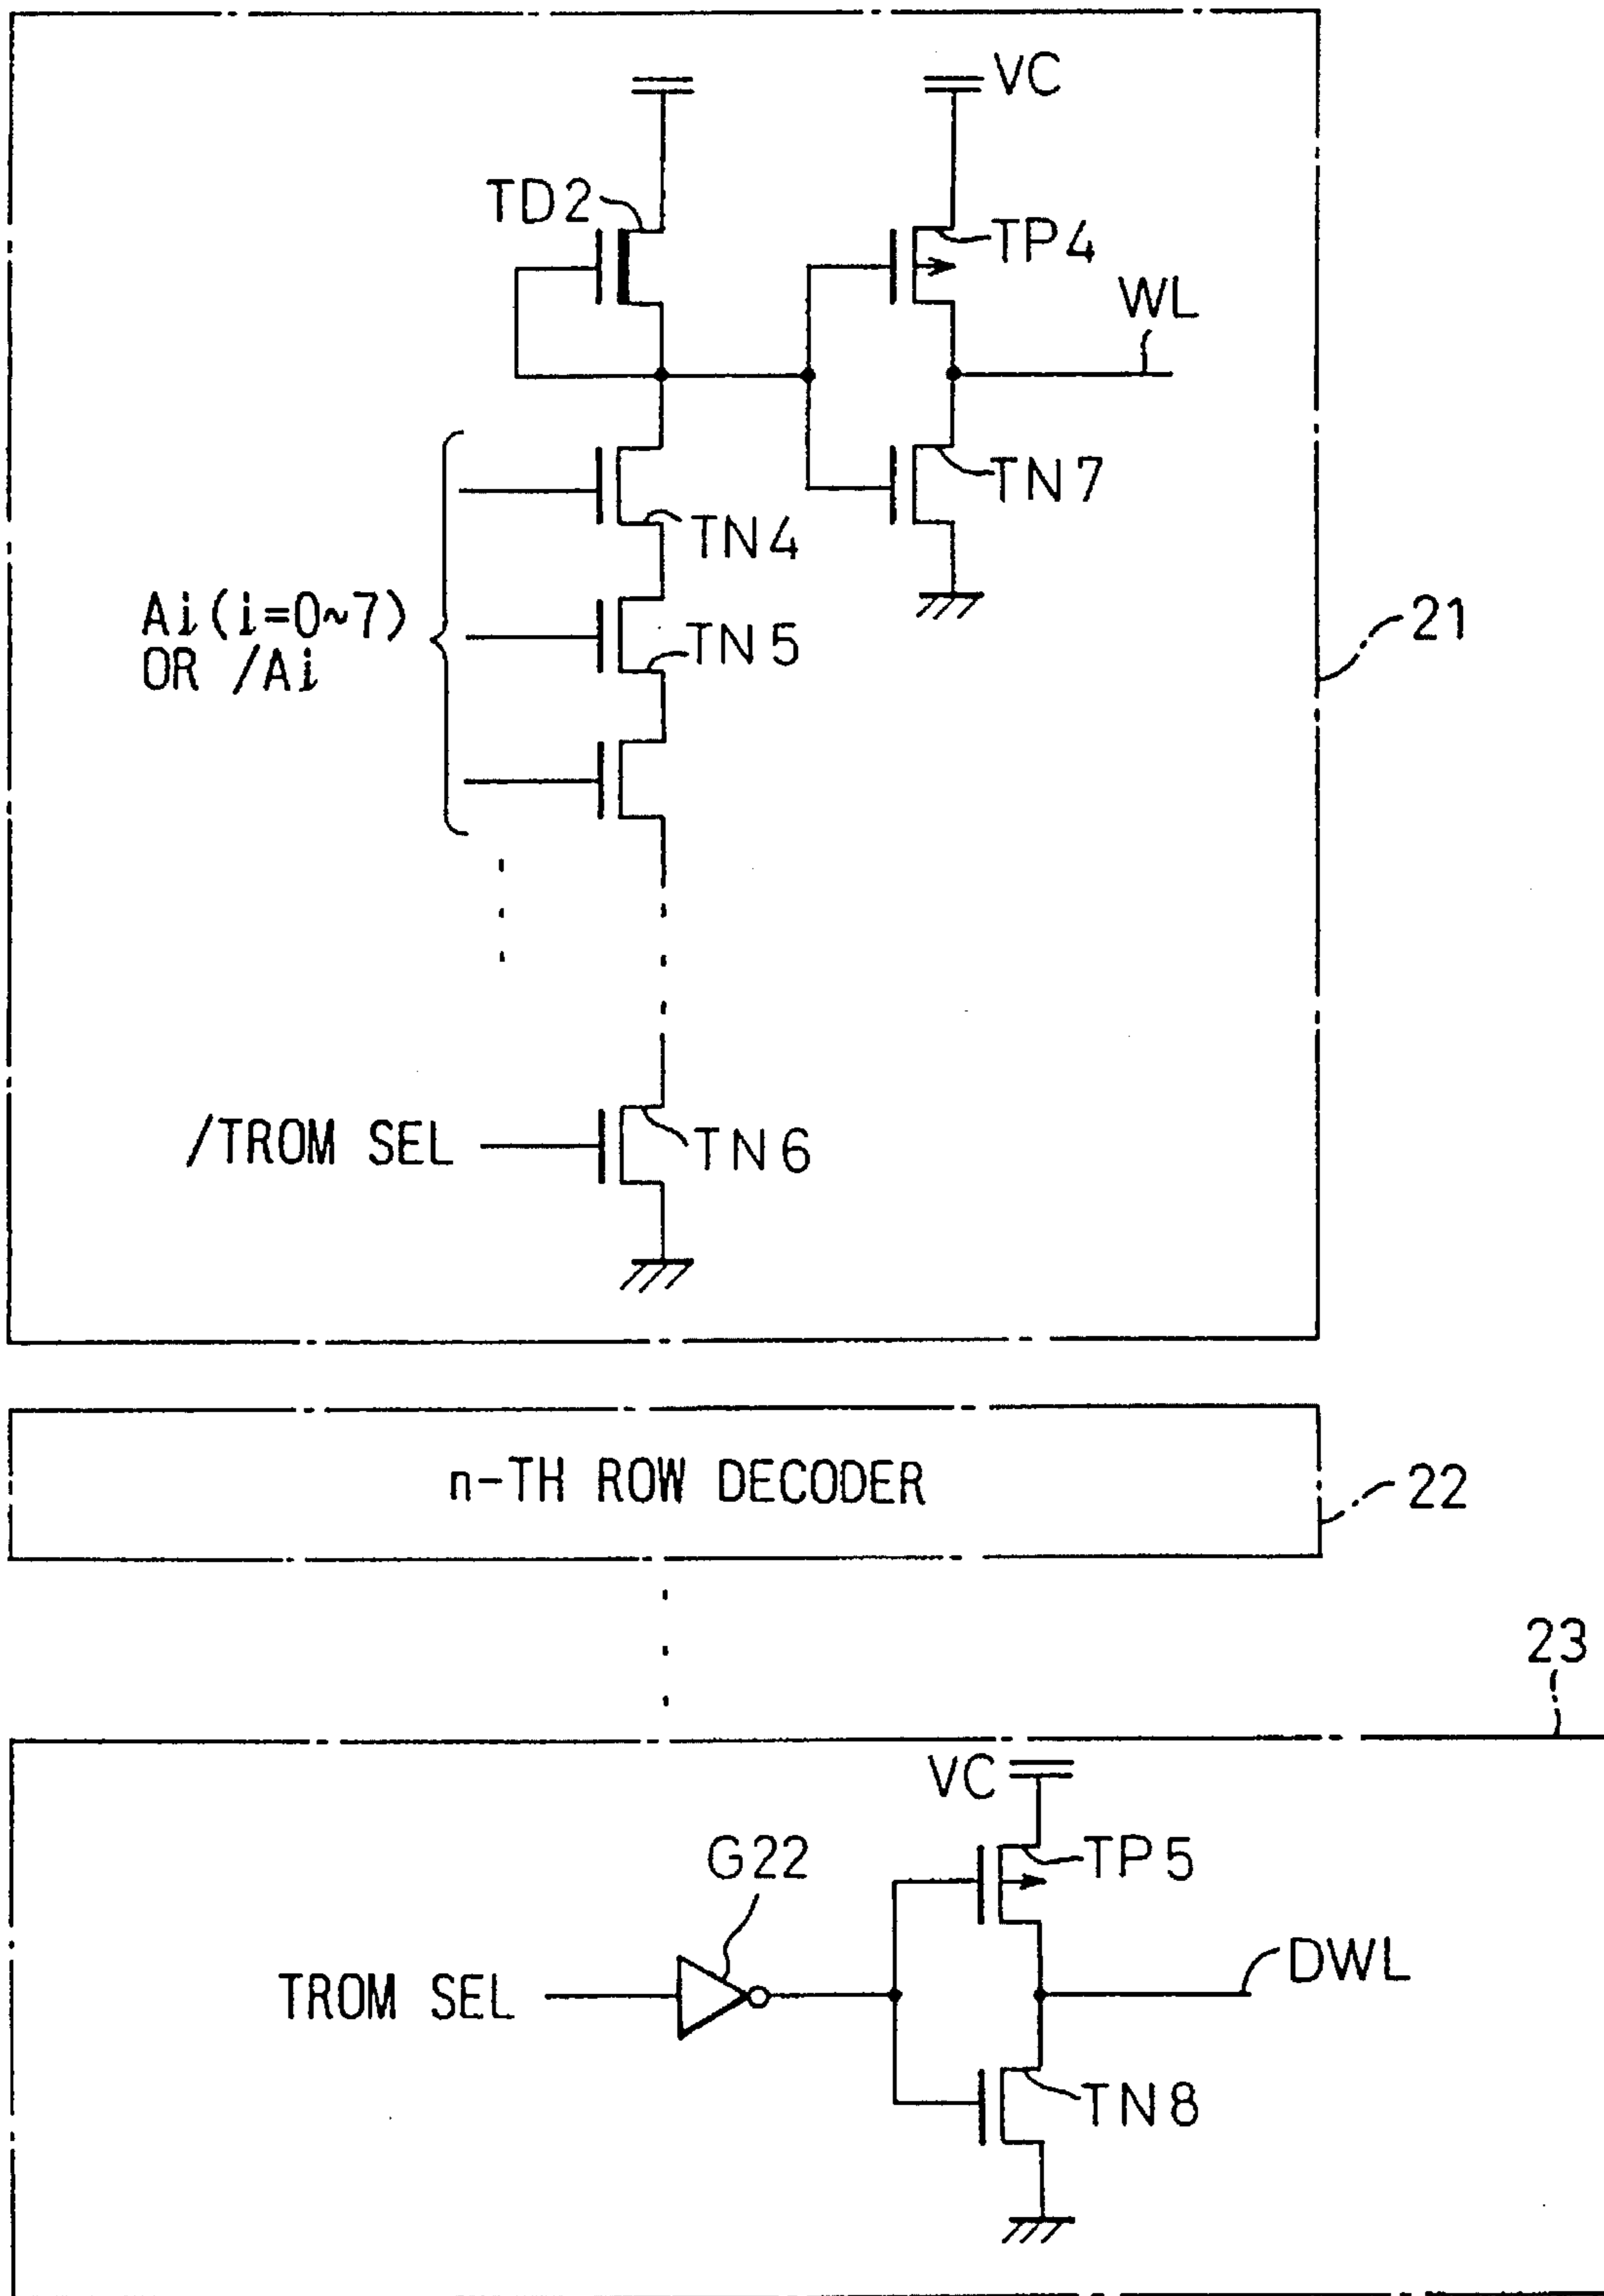 VC
TD2
TP4
WL
TN7
TN4
Ai(i=0~7)
OR /Ai
TN5
21
/TROM SEL
TN6
n-TH ROW DECODER
22
23
VC
G22
TP5
TROM SEL
DWL
TN8